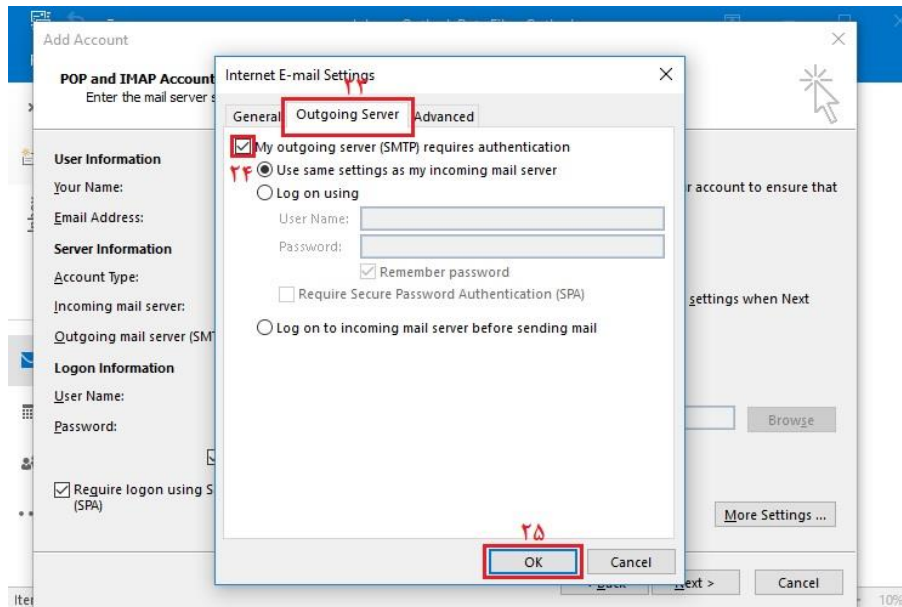 Add Account
POP and IMAP Account
Enter the mail server s
User Information
Your Name:
Email Address:
Server Information
Account Type:
Incoming mail server:
Outgoing mail server (SMT
Logon Information
User Name:
Password:
Require logon using S
(SPA)
Internet E-mail Settings
۲۳
General Outgoing Server Advanced
My outgoing server (SMTP) requires authentication
۲۴ Use same settings as my incoming mail server
Log on using
User Name:
Password:
Remember password
Require Secure Password Authentication (SPA)
Log on to incoming mail server before sending mail
۲۵
OK Cancel
r account to ensure that
settings when Next
Browse
More Settings ...
Next > Cancel
Iter
10%